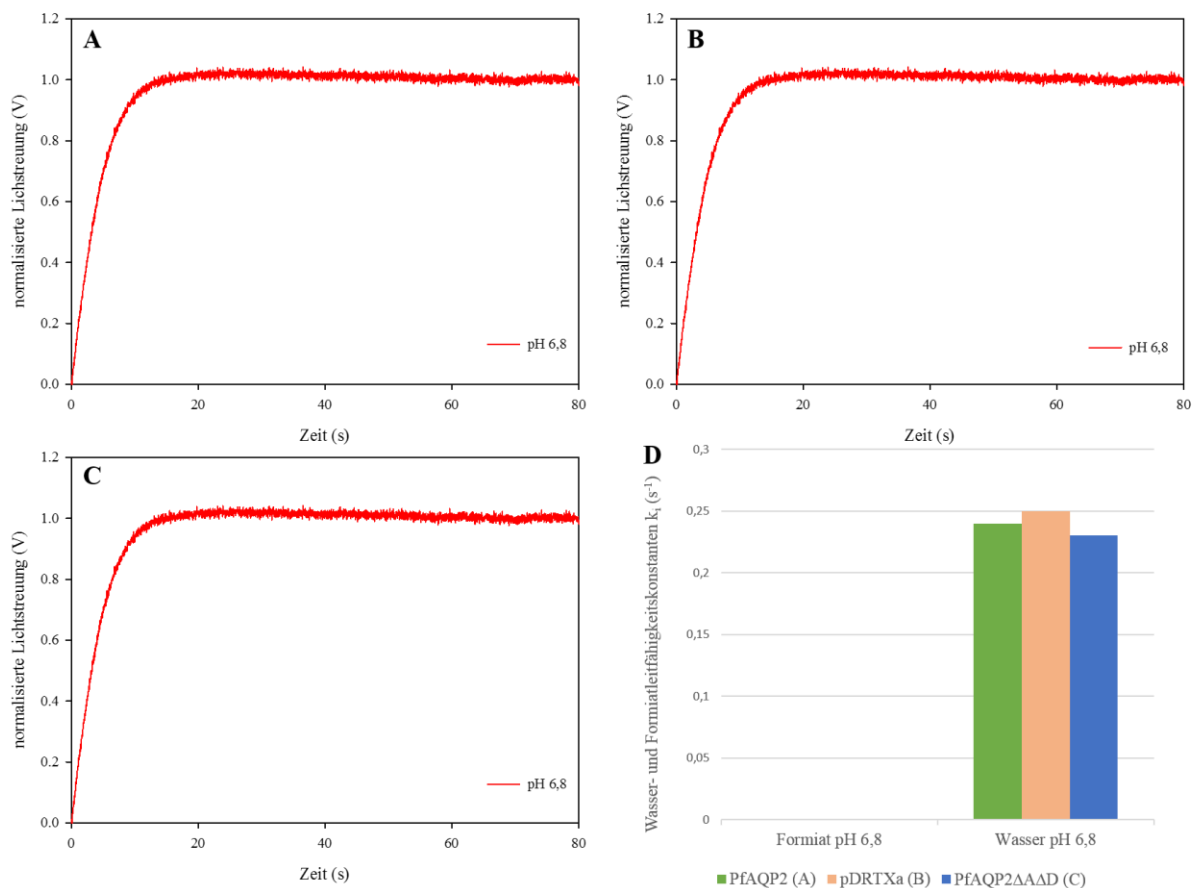 A
1.2
1.0
0.8
0.6
0.4
0.2
0.0
normalisierte Lichstreuung (V)
pH 6,8
0
20
40
60
80
Zeit (s)
B
1.2
1.0
0.8
0.6
0.4
0.2
0.0
normalisierte Lichstreuung (V)
pH 6,8
0
20
40
60
80
Zeit (s)
C
1.2
1.0
0.8
0.6
0.4
0.2
0.0
normalisierte Lichtstreuung (V)
pH 6,8
0
20
40
60
80
Zeit (s)
D
0,3
0,25
0,2
0,15
0,1
0,05
0
Wasser- und Formiatleitfähigkeitskonstanten k₁ (s⁻¹)
Formiat pH 6,8
Wasser pH 6,8
PfAQP2 (A)
pDRTXa (B)
PfAQP2ΔAΔD (C)